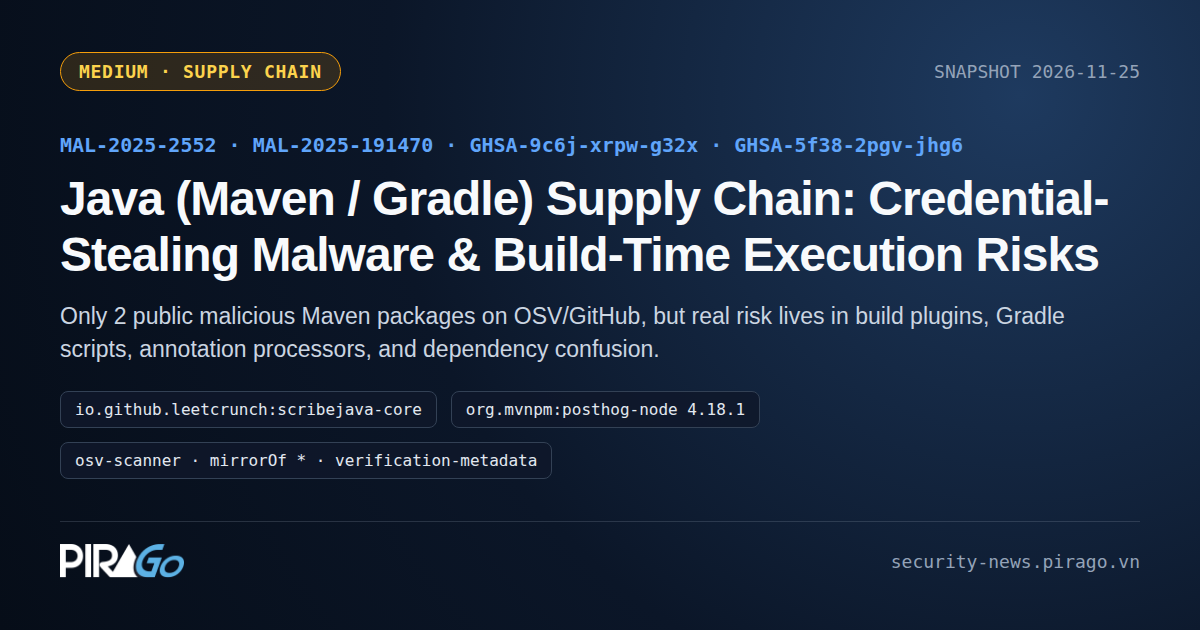 MEDIUM · SUPPLY CHAIN
SNAPSHOT 2026-11-25
MAL-2025-2552 · MAL-2025-191470 · GHSA-9c6j-xrpw-g32x · GHSA-5f38-2pgv-jhg6
Java (Maven / Gradle) Supply Chain: Credential-
Stealing Malware & Build-Time Execution Risks
Only 2 public malicious Maven packages on OSV/GitHub, but real risk lives in build plugins, Gradle
scripts, annotation processors, and dependency confusion.
io.github.leetcrunch:scribejava-core
org.mvnpm:posthog-node 4.18.1
osv-scanner · mirrorOf * · verification-metadata
PIRAGO
security-news.pirago.vn